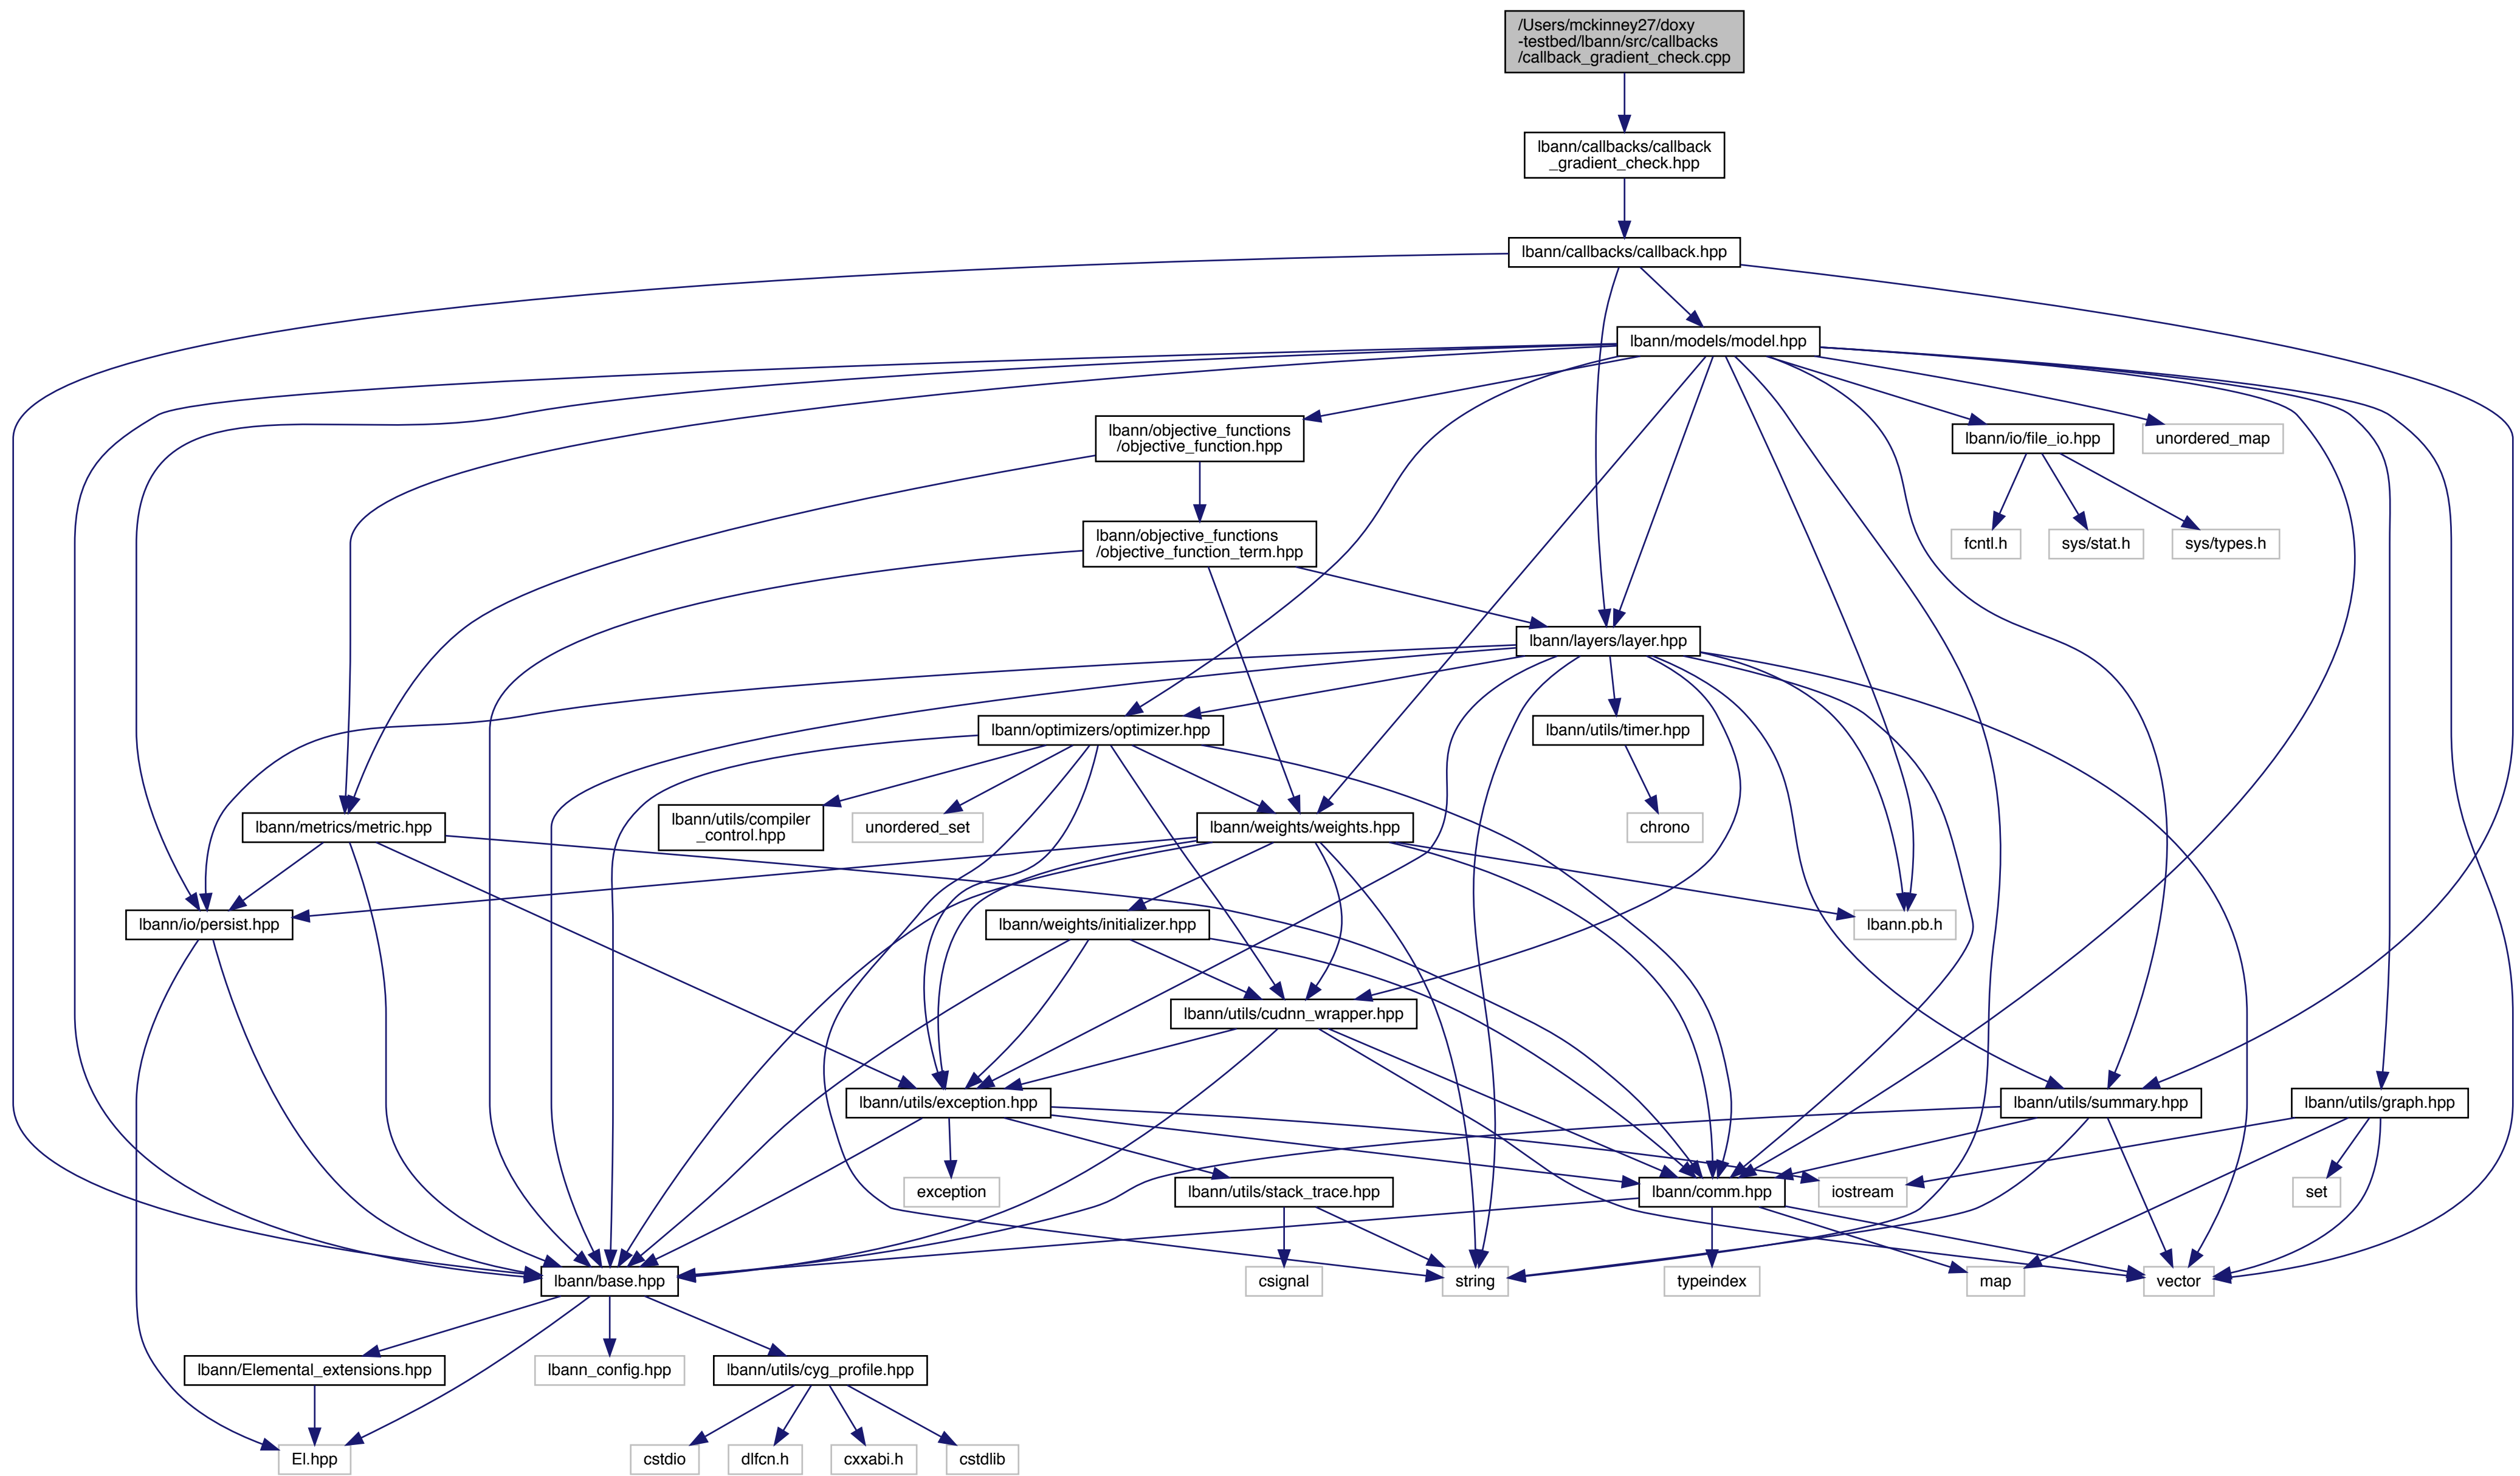 /Users/mckinney27/doxy
-testbed/lbann/src/callbacks
/callback_gradient_check.cpp
lbann/callbacks/callback
_gradient_check.hpp
lbann/callbacks/callback.hpp
lbann/models/model.hpp
lbann/objective_functions
/objective_function.hpp
lbann/io/file_io.hpp
unordered_map
lbann/objective_functions
/objective_function_term.hpp
fcntl.h
sys/stat.h
sys/types.h
lbann/layers/layer.hpp
lbann/optimizers/optimizer.hpp
lbann/utils/timer.hpp
lbann/metrics/metric.hpp
lbann/utils/compiler
_control.hpp
unordered_set
lbann/weights/weights.hpp
chrono
lbann/io/persist.hpp
lbann/weights/initializer.hpp
lbann.pb.h
lbann/utils/cudnn_wrapper.hpp
lbann/utils/exception.hpp
lbann/utils/summary.hpp
lbann/utils/graph.hpp
exception
lbann/utils/stack_trace.hpp
lbann/comm.hpp
iostream
set
lbann/base.hpp
csignal
string
typeindex
map
vector
lbann/Elemental_extensions.hpp
lbann_config.hpp
lbann/utils/cyg_profile.hpp
El.hpp
cstdio
dlfcn.h
cxxabi.h
cstdlib